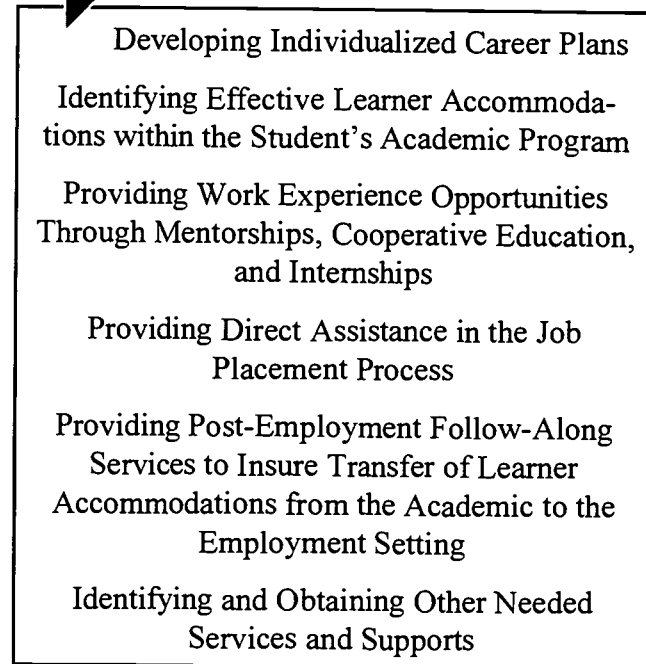 Developing Individualized Career Plans
Identifying Effective Learner Accommoda-
tions within the Student's Academic Program
Providing Work Experience Opportunities
Through Mentorships, Cooperative Education,
and Internships
Providing Direct Assistance in the Job
Placement Process
Providing Post-Employment Follow-Along
Services to Insure Transfer of Learner
Accommodations from the Academic to the
Employment Setting
Identifying and Obtaining Other Needed
Services and Supports